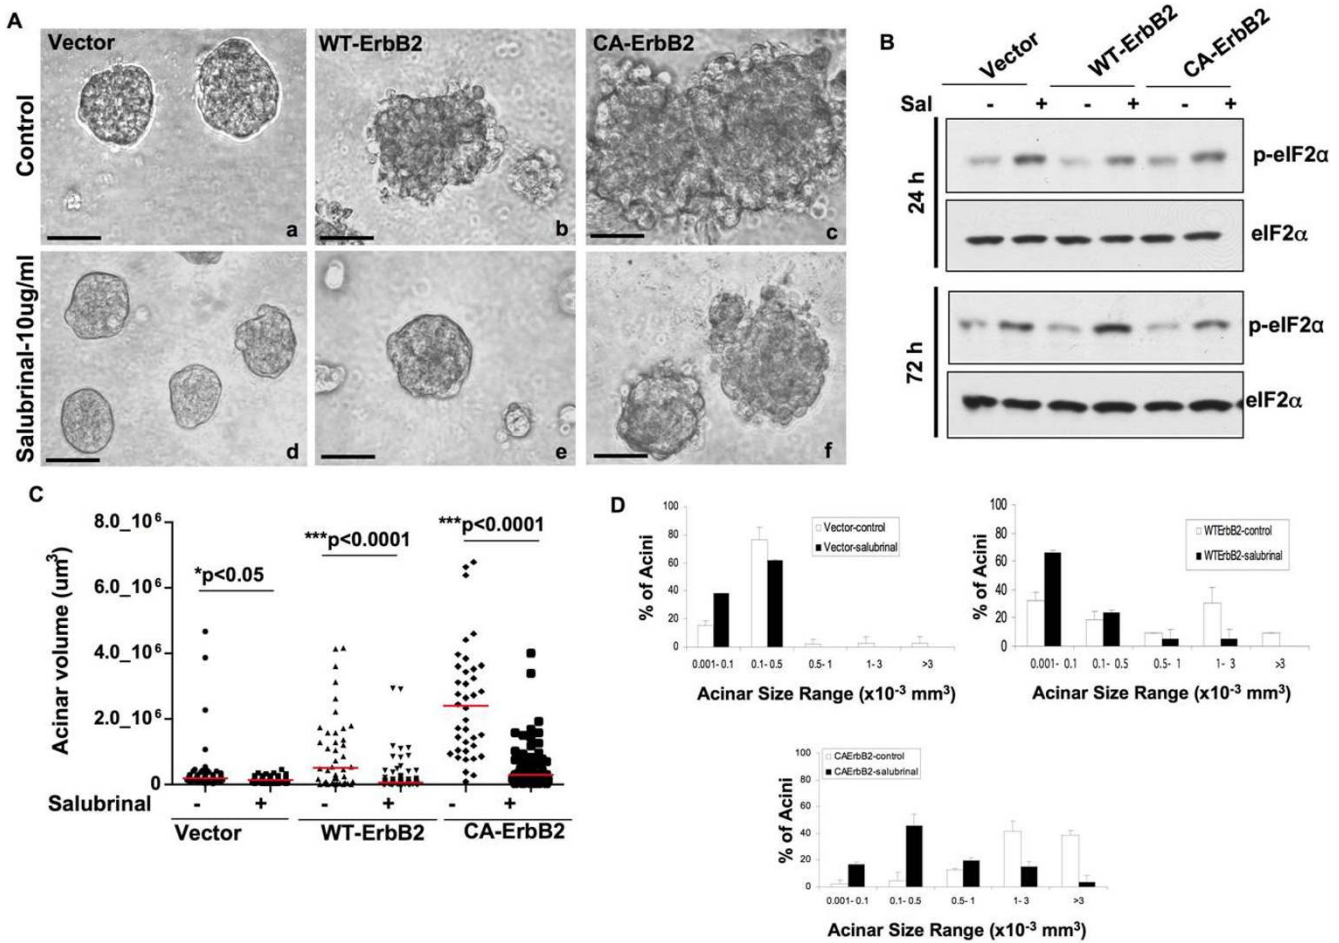 A
Vector
WT-ErbB2
CA-ErbB2
Control
a
b
c
Salubrinal-10ug/ml
d
e
f
B
Vector
WT-ErbB2
CA-ErbB2
Sal - + - + - +
24 h
p-eIF2α
eIF2α
72 h
p-eIF2α
eIF2α
C
Acinar volume (um³)
8.0_10⁶
6.0_10⁶
4.0_10⁶
2.0_10⁶
0
*p<0.05
***p<0.0001
***p<0.0001
Salubrinal - + - + - +
Vector WT-ErbB2 CA-ErbB2
D
% of Acini
100
80
60
40
20
0
Vector-control
Vector-salubrinal
0.001- 0.1 0.1- 0.5 0.5- 1 1- 3 >3
Acinar Size Range (x10⁻³ mm³)
% of Acini
100
80
60
40
20
0
WTErbB2-control
WTErbB2-salubrinal
0.001- 0.1 0.1- 0.5 0.5- 1 1- 3 >3
Acinar Size Range (x10⁻³ mm³)
% of Acini
100
80
60
40
20
0
CAErbB2-control
CAErbB2-salubrinal
0.001- 0.1 0.1- 0.5 0.5- 1 1- 3 >3
Acinar Size Range (x10⁻³ mm³)